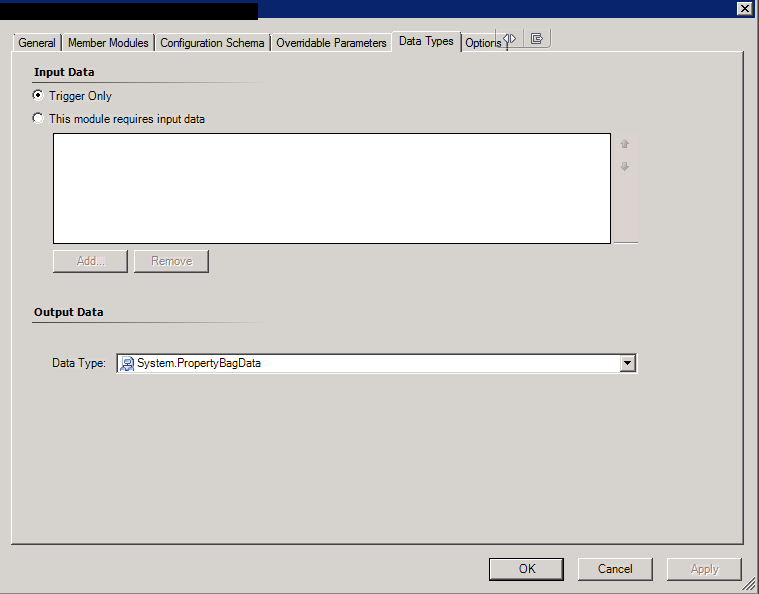 General Member Modules Configuration Schema Overridable Parameters Data Types Options
Input Data
Trigger Only
This module requires input data
Add... Remove
Output Data
Data Type: System.PropertyBagData
OK Cancel Apply